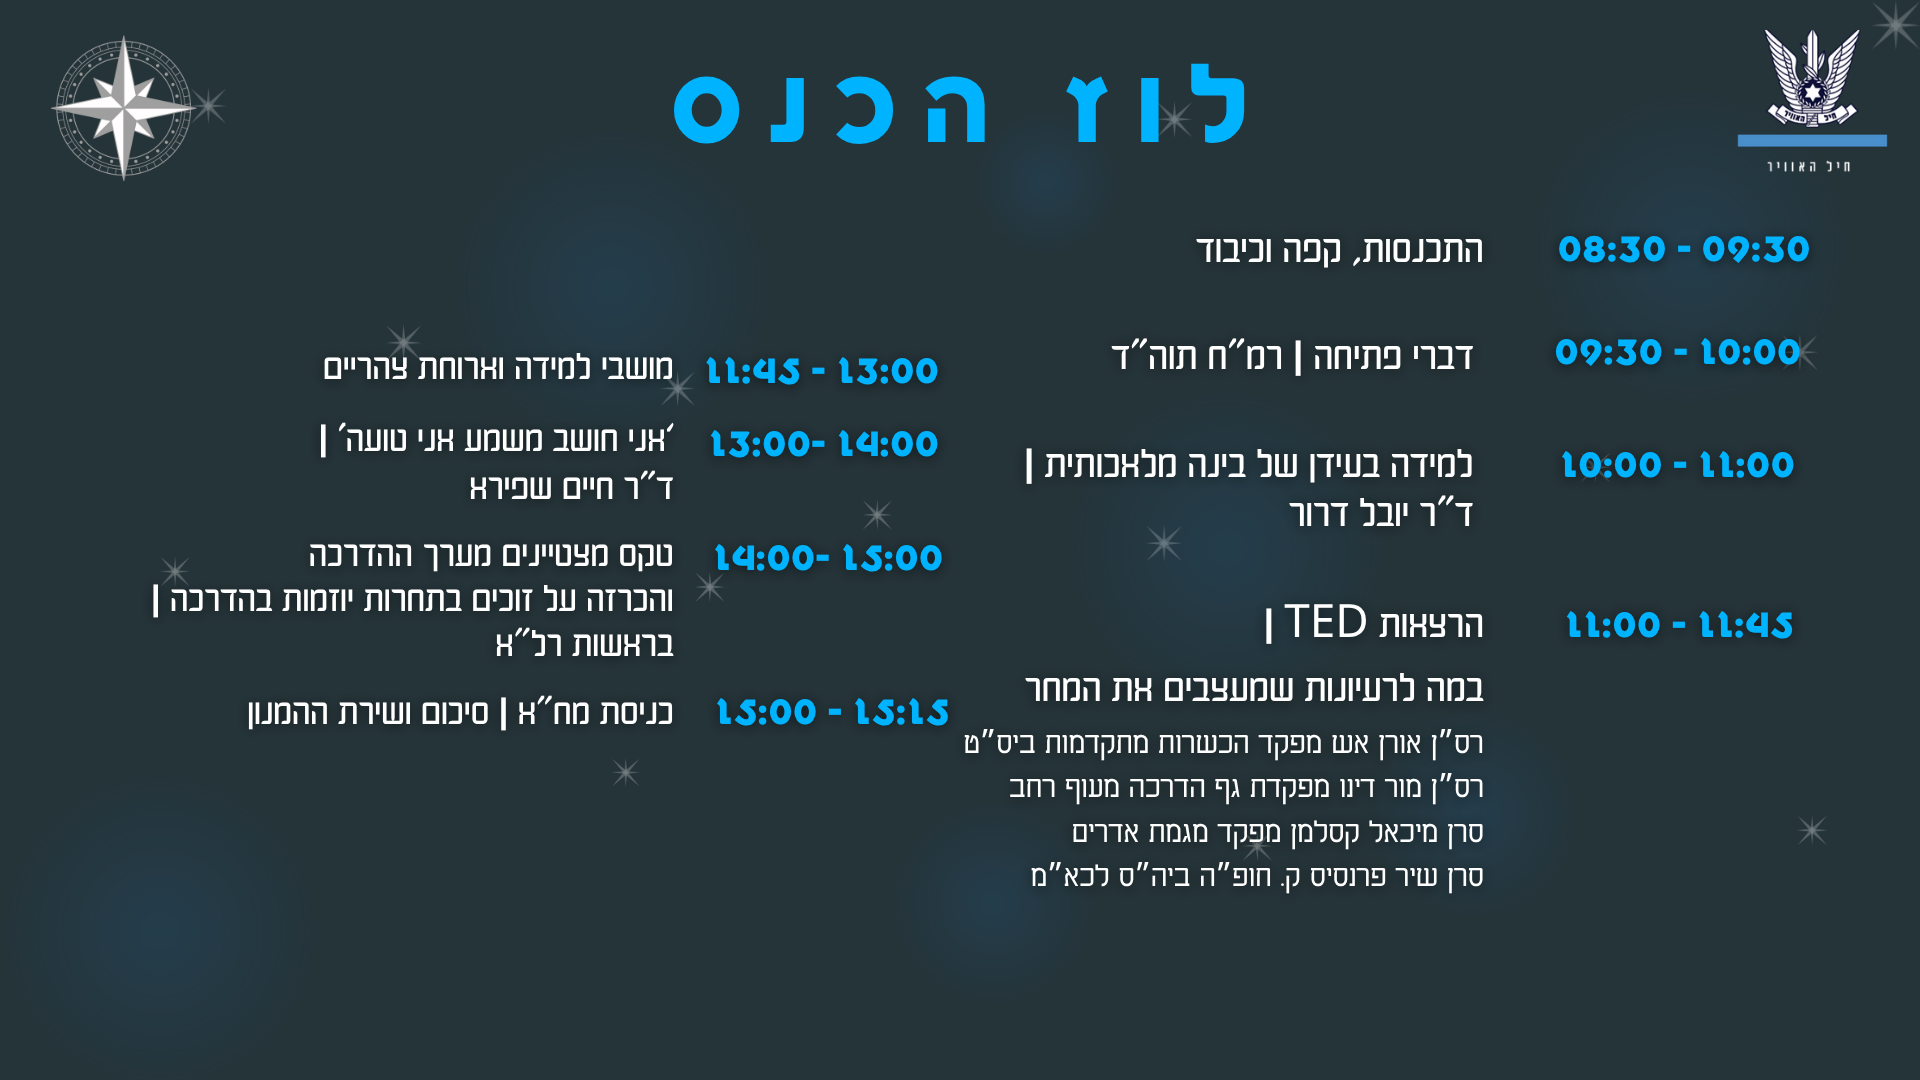 לוז הכנס
חיל האוויר
חיל האוויר
08:30 - 09:30
התכנסות, קפה וכיבוד
09:30 - 10:00
דברי פתיחה | רמ"ח תוה"ד
10:00 - 11:00
למידה בעידן של בינה מלאכותית |
ד"ר יובל דרור
11:00 - 11:45
הרצאות TED |
במה לרעיונות שמעצבים את המחר
רס"ן אורן אש מפקד הכשרות מתקדמות ביס"ט
רס"ן מור דינו מפקדת גף הדרכה מעוף רחב
סרן מיכאל קסלמן מפקד מגמת אדרים
סרן שיר פרנסיס ק. חופ"ה ביה"ס לכא"מ
11:45 - 13:00
מושבי למידה וארוחת צהריים
13:00- 14:00
'אני חושב משמע אני טועה' |
ד"ר חיים שפירא
14:00- 15:00
טקס מצטיינים מערך ההדרכה
והכרזה על זוכים בתחרות יוזמות בהדרכה |
בראשות רל"א
15:00 - 15:15
כניסת מח"א | סיכום ושירת ההמנון